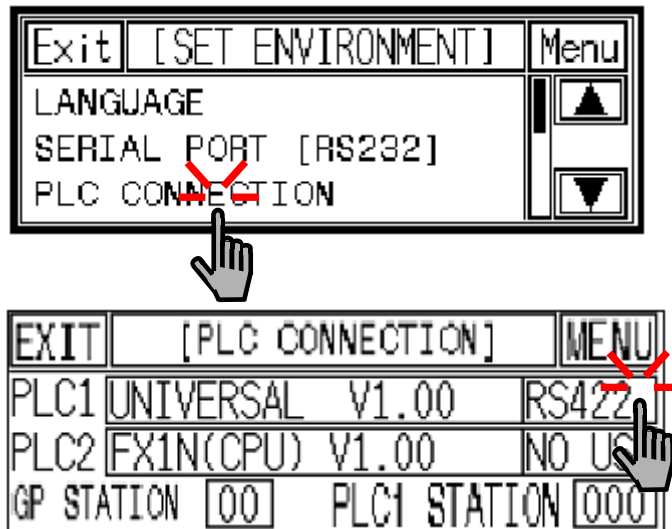 Exit [SET ENVIRONMENT] Menu
LANGUAGE
SERIAL PORT [RS232]
PLC CONNECTION
EXIT [PLC CONNECTION] MENU
PLC1 UNIVERSAL V1.00 RS422
PLC2 FX1N(CPU) V1.00 NO
GP STATION 00 PLC1 STATION 000